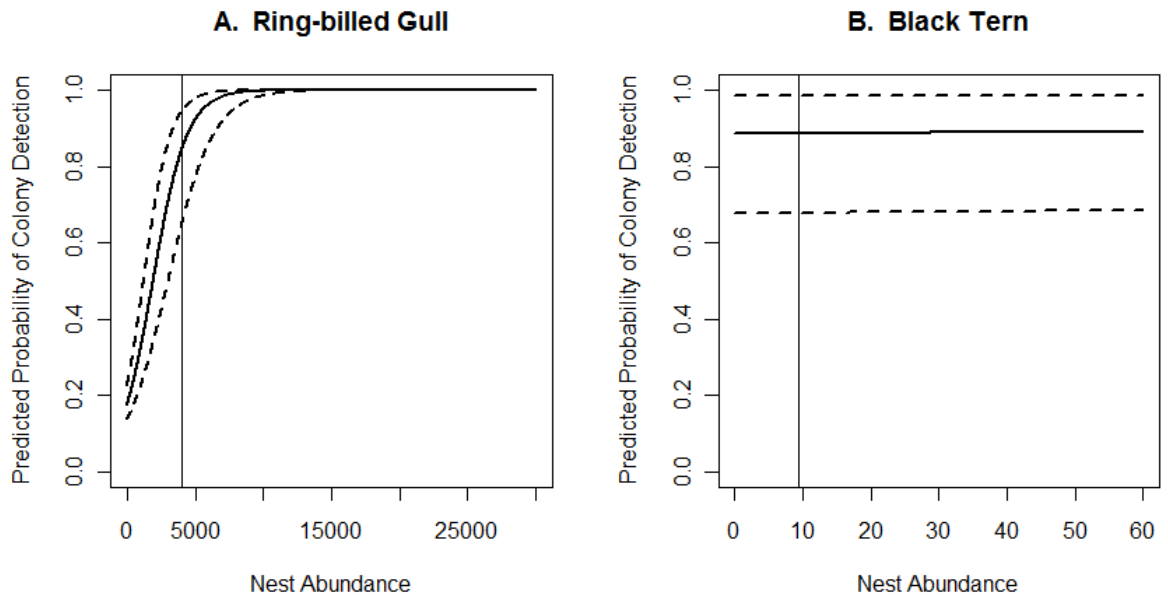 A. Ring-billed Gull
Predicted Probability of Colony Detection
1.0
0.8
0.6
0.4
0.2
0.0
0 5000 15000 25000
Nest Abundance
B. Black Tern
Predicted Probability of Colony Detection
1.0
0.8
0.6
0.4
0.2
0.0
0 10 20 30 40 50 60
Nest Abundance